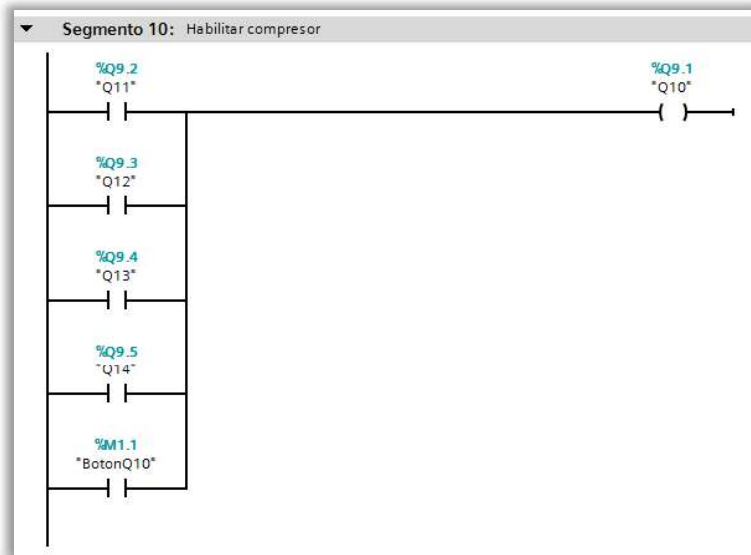 Segmento 10: Habilitar compresor
%Q9.2
"Q11"
%Q9.1
"Q10"
%Q9.3
"Q12"
%Q9.4
"Q13"
%Q9.5
"Q14"
%M1.1
"BotonQ10"